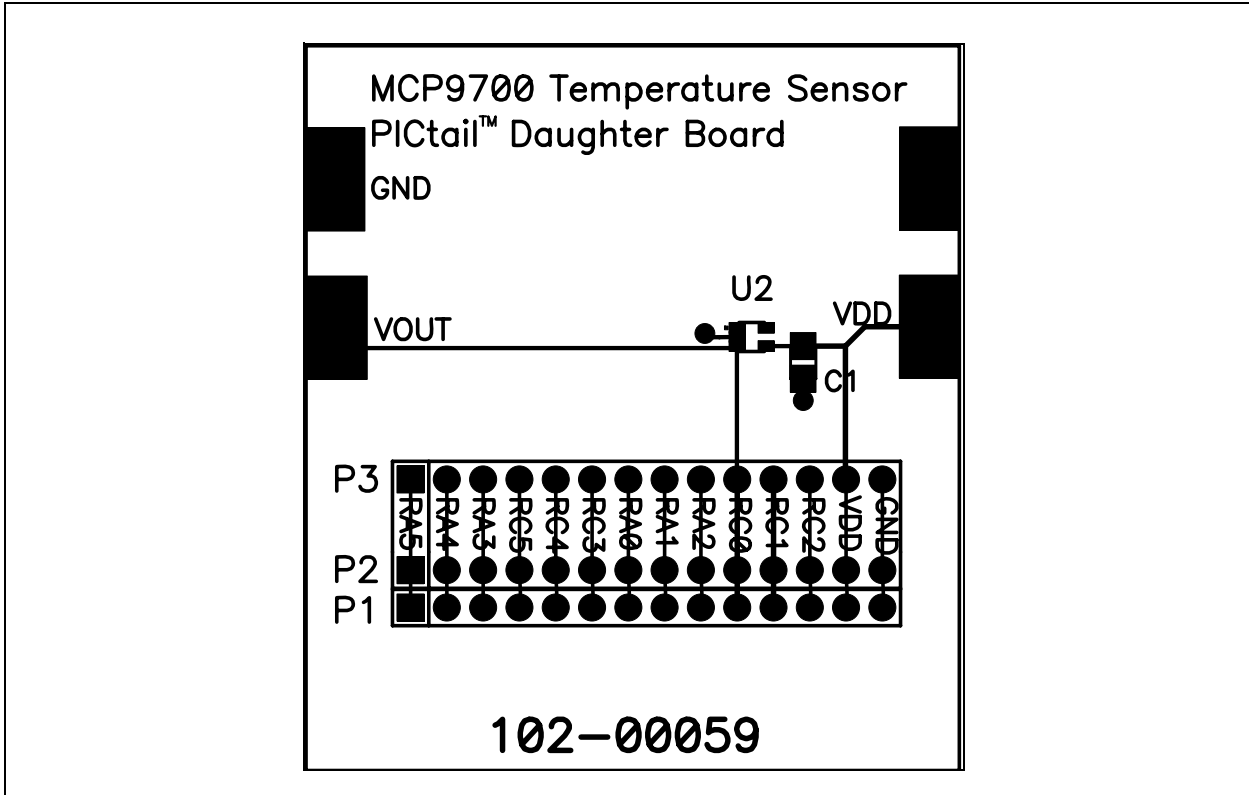 MCP9700 Temperature Sensor
PICtail™ Daughter Board
GND
U2
VOUT
VDD
C1
P3
RA5 RA4 RA3 RC5 RC4 RC3 RA0 RA1 RA2 RC0 RC1 RC2 VDD GND
P2
P1
102-00059